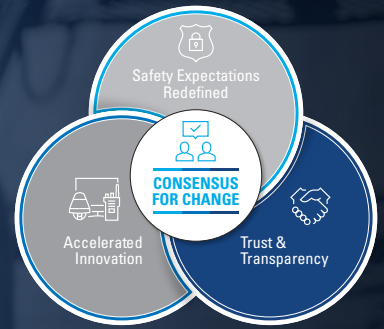 Safety Expectations
Redefined
CONSENSUS
FOR CHANGE
Accelerated
Innovation
Trust &
Transparency